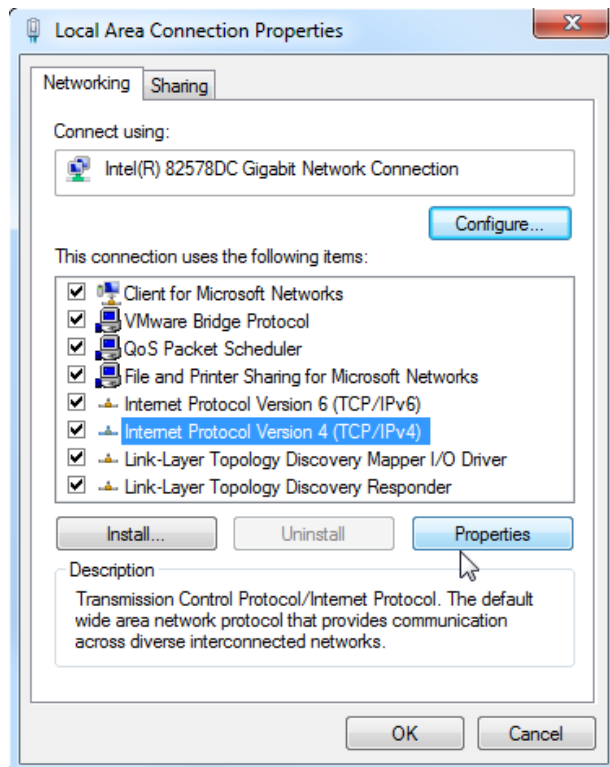 Local Area Connection Properties
Networking
Sharing
Connect using:
Intel(R) 82578DC Gigabit Network Connection
Configure...
This connection uses the following items:
Client for Microsoft Networks
VMware Bridge Protocol
QoS Packet Scheduler
File and Printer Sharing for Microsoft Networks
Internet Protocol Version 6 (TCP/IPv6)
Internet Protocol Version 4 (TCP/IPv4)
Link-Layer Topology Discovery Mapper I/O Driver
Link-Layer Topology Discovery Responder
Install...
Uninstall
Properties
Description
Transmission Control Protocol/Internet Protocol. The default
wide area network protocol that provides communication
across diverse interconnected networks.
OK
Cancel